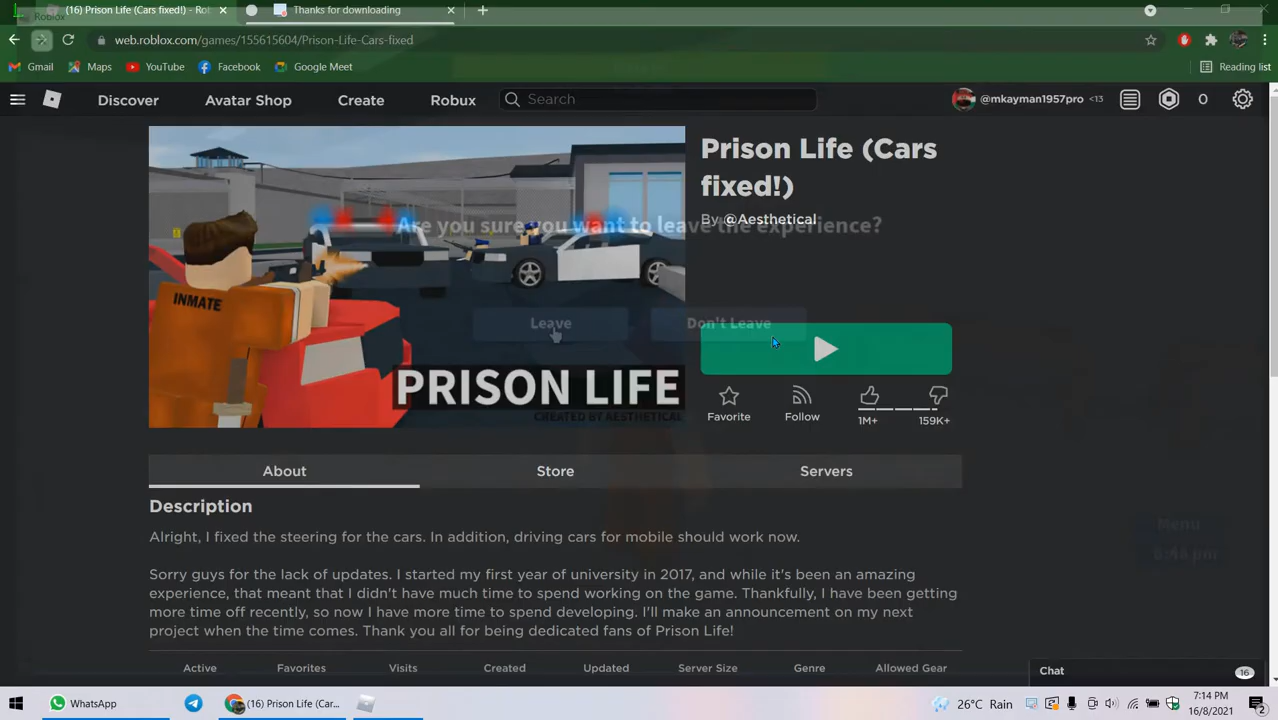 Roblox
(16) Prison Life (Cars fixed!) - Rol
Thanks for downloading
web.roblox.com/games/155615604/Prison-Life-Cars-fixed
Gmail Maps YouTube Facebook Google Meet Reading list
Discover Avatar Shop Create Robux Search @mkayman1957pro <13 0
Prison Life (Cars
fixed!)
By @Aesthetical
Are you sure you want to leave the experience?
Leave Don't Leave
INMATE
PRISON LIFE
CREATED BY AESTHETICAL
Favorite Follow 1M+ 159K+
About Store Servers
Description
Alright, I fixed the steering for the cars. In addition, driving cars for mobile should work now.
Sorry guys for the lack of updates. I started my first year of university in 2017, and while it's been an amazing
experience, that meant that I didn't have much time to spend working on the game. Thankfully, I have been getting
more time off recently, so now I have more time to spend developing. I'll make an announcement on my next
project when the time comes. Thank you all for being dedicated fans of Prison Life!
Menu
Active Favorites Visits Created Updated Server Size Genre Allowed Gear
Chat 16
WhatsApp (16) Prison Life (Car... 26°C Rain 7:14 PM
16/8/2021 2